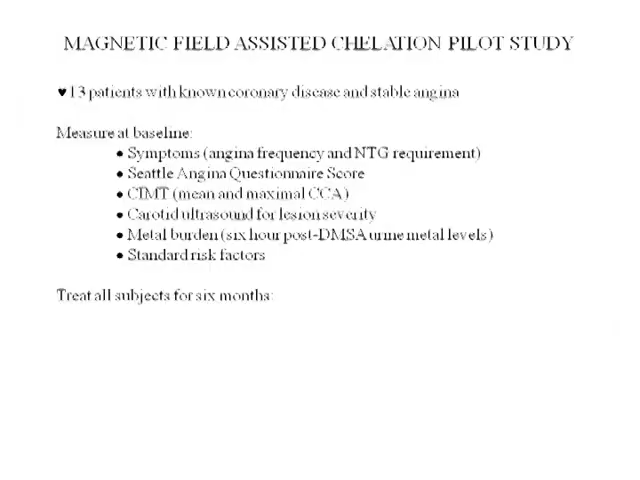 MAGNETIC FIELD ASSISTED CHELATION PILOT STUDY
♥13 patients with known coronary disease and stable angina
Measure at baseline:
• Symptoms (angina frequency and NTG requirement)
• Seattle Angina Questionnaire Score
• CIMT (mean and maximal CCA)
• Carotid ultrasound for lesion severity
• Metal burden (six hour post-DMSA urine metal levels)
• Standard risk factors
Treat all subjects for six months: